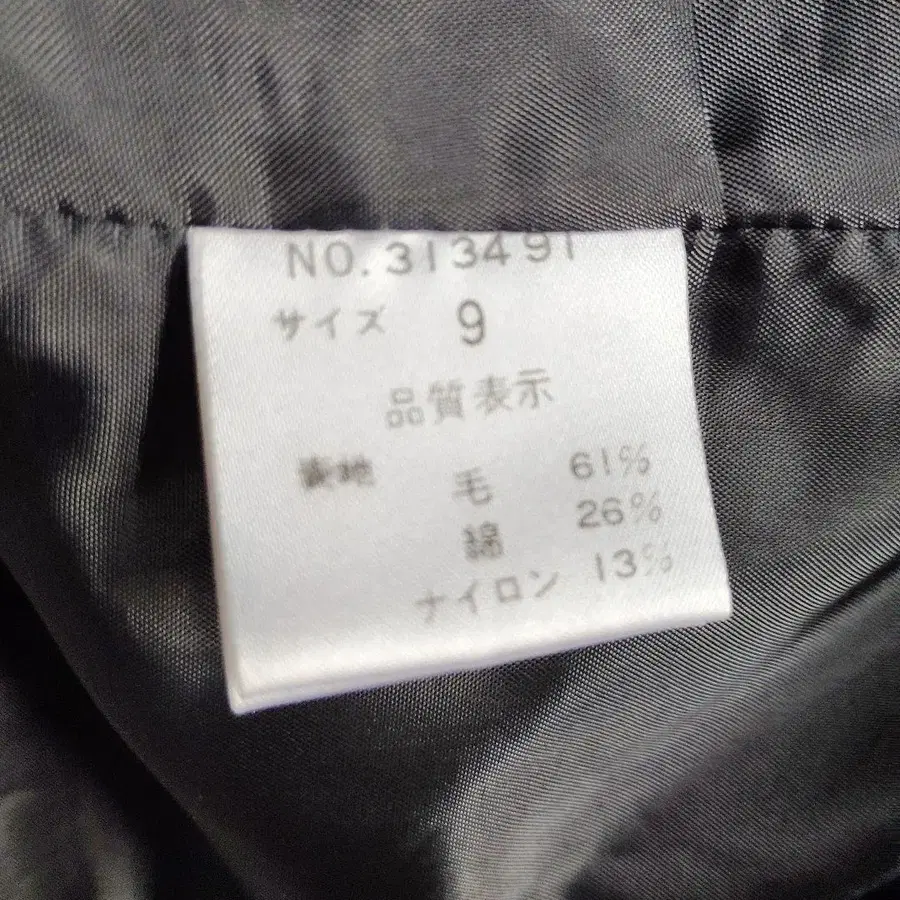 NO.313491
サイズ 9
品質表示
表地 毛 61%
綿 26%
ナイロン 13%